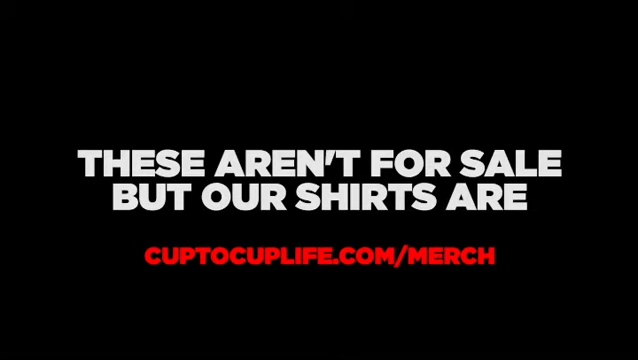 THESE AREN'T FOR SALE
BUT OUR SHIRTS ARE
CUPTOCUPLIFE.COM/MERCH